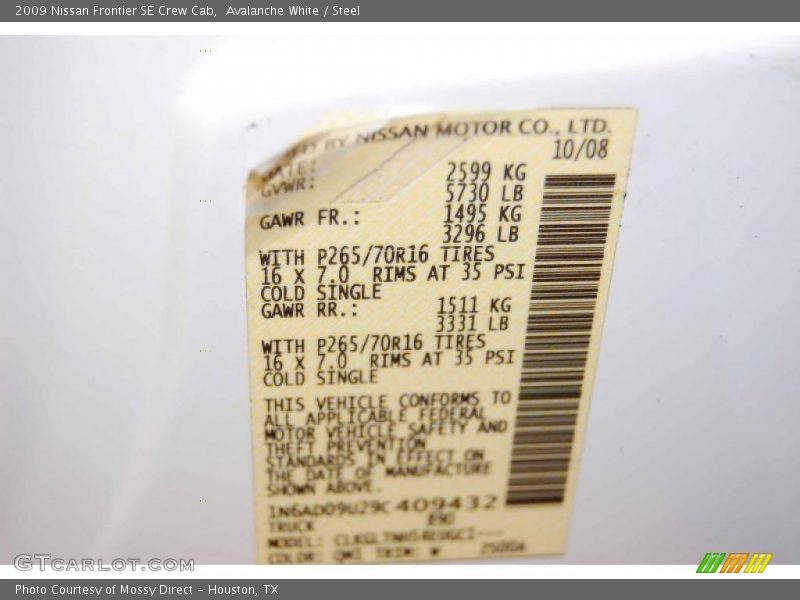 2009 Nissan Frontier SE Crew Cab,  Avalanche White / Steel
BY NISSAN MOTOR CO., LTD.
DATE: 10/08
GVWR: 2599 KG
5730 LB
GAWR FR.: 1495 KG
3296 LB
WITH P265/70R16 TIRES
16 X 7.0 RIMS AT 35 PSI
COLD SINGLE
GAWR RR.: 1511 KG
3331 LB
WITH P265/70R16 TIRES
16 X 7.0 RIMS AT 35 PSI
COLD SINGLE
THIS VEHICLE CONFORMS TO
ALL APPLICABLE FEDERAL
MOTOR VEHICLE SAFETY AND
THEFT PREVENTION
STANDARDS IN EFFECT ON
THE DATE OF MANUFACTURE
SHOWN ABOVE.
1N6AD09U29C409432
TRUCK
MODEL:
COLOR: QM1 TRIM: W
GTCARLOT.COM
Photo Courtesy of Mossy Direct – Houston, TX